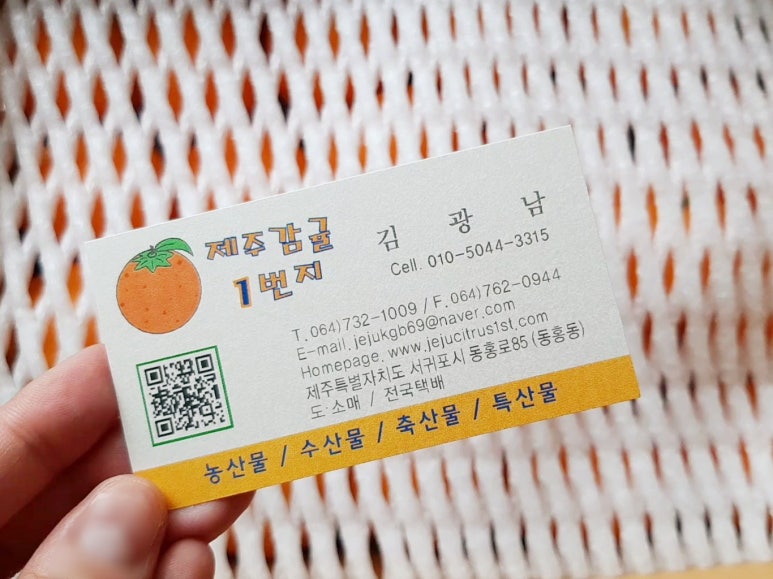 제주감귤
1번지
김 광 남
Cell. 010-5044-3315
T. 064)732-1009 / F. 064)762-0944
E-mail. jejukgb69@naver.com
Homepage. www.jejucitrus1st.com
제주특별자치도 서귀포시 동홍로85 (동홍동)
도·소매 / 전국택배
농산물 / 수산물 / 축산물 / 특산물